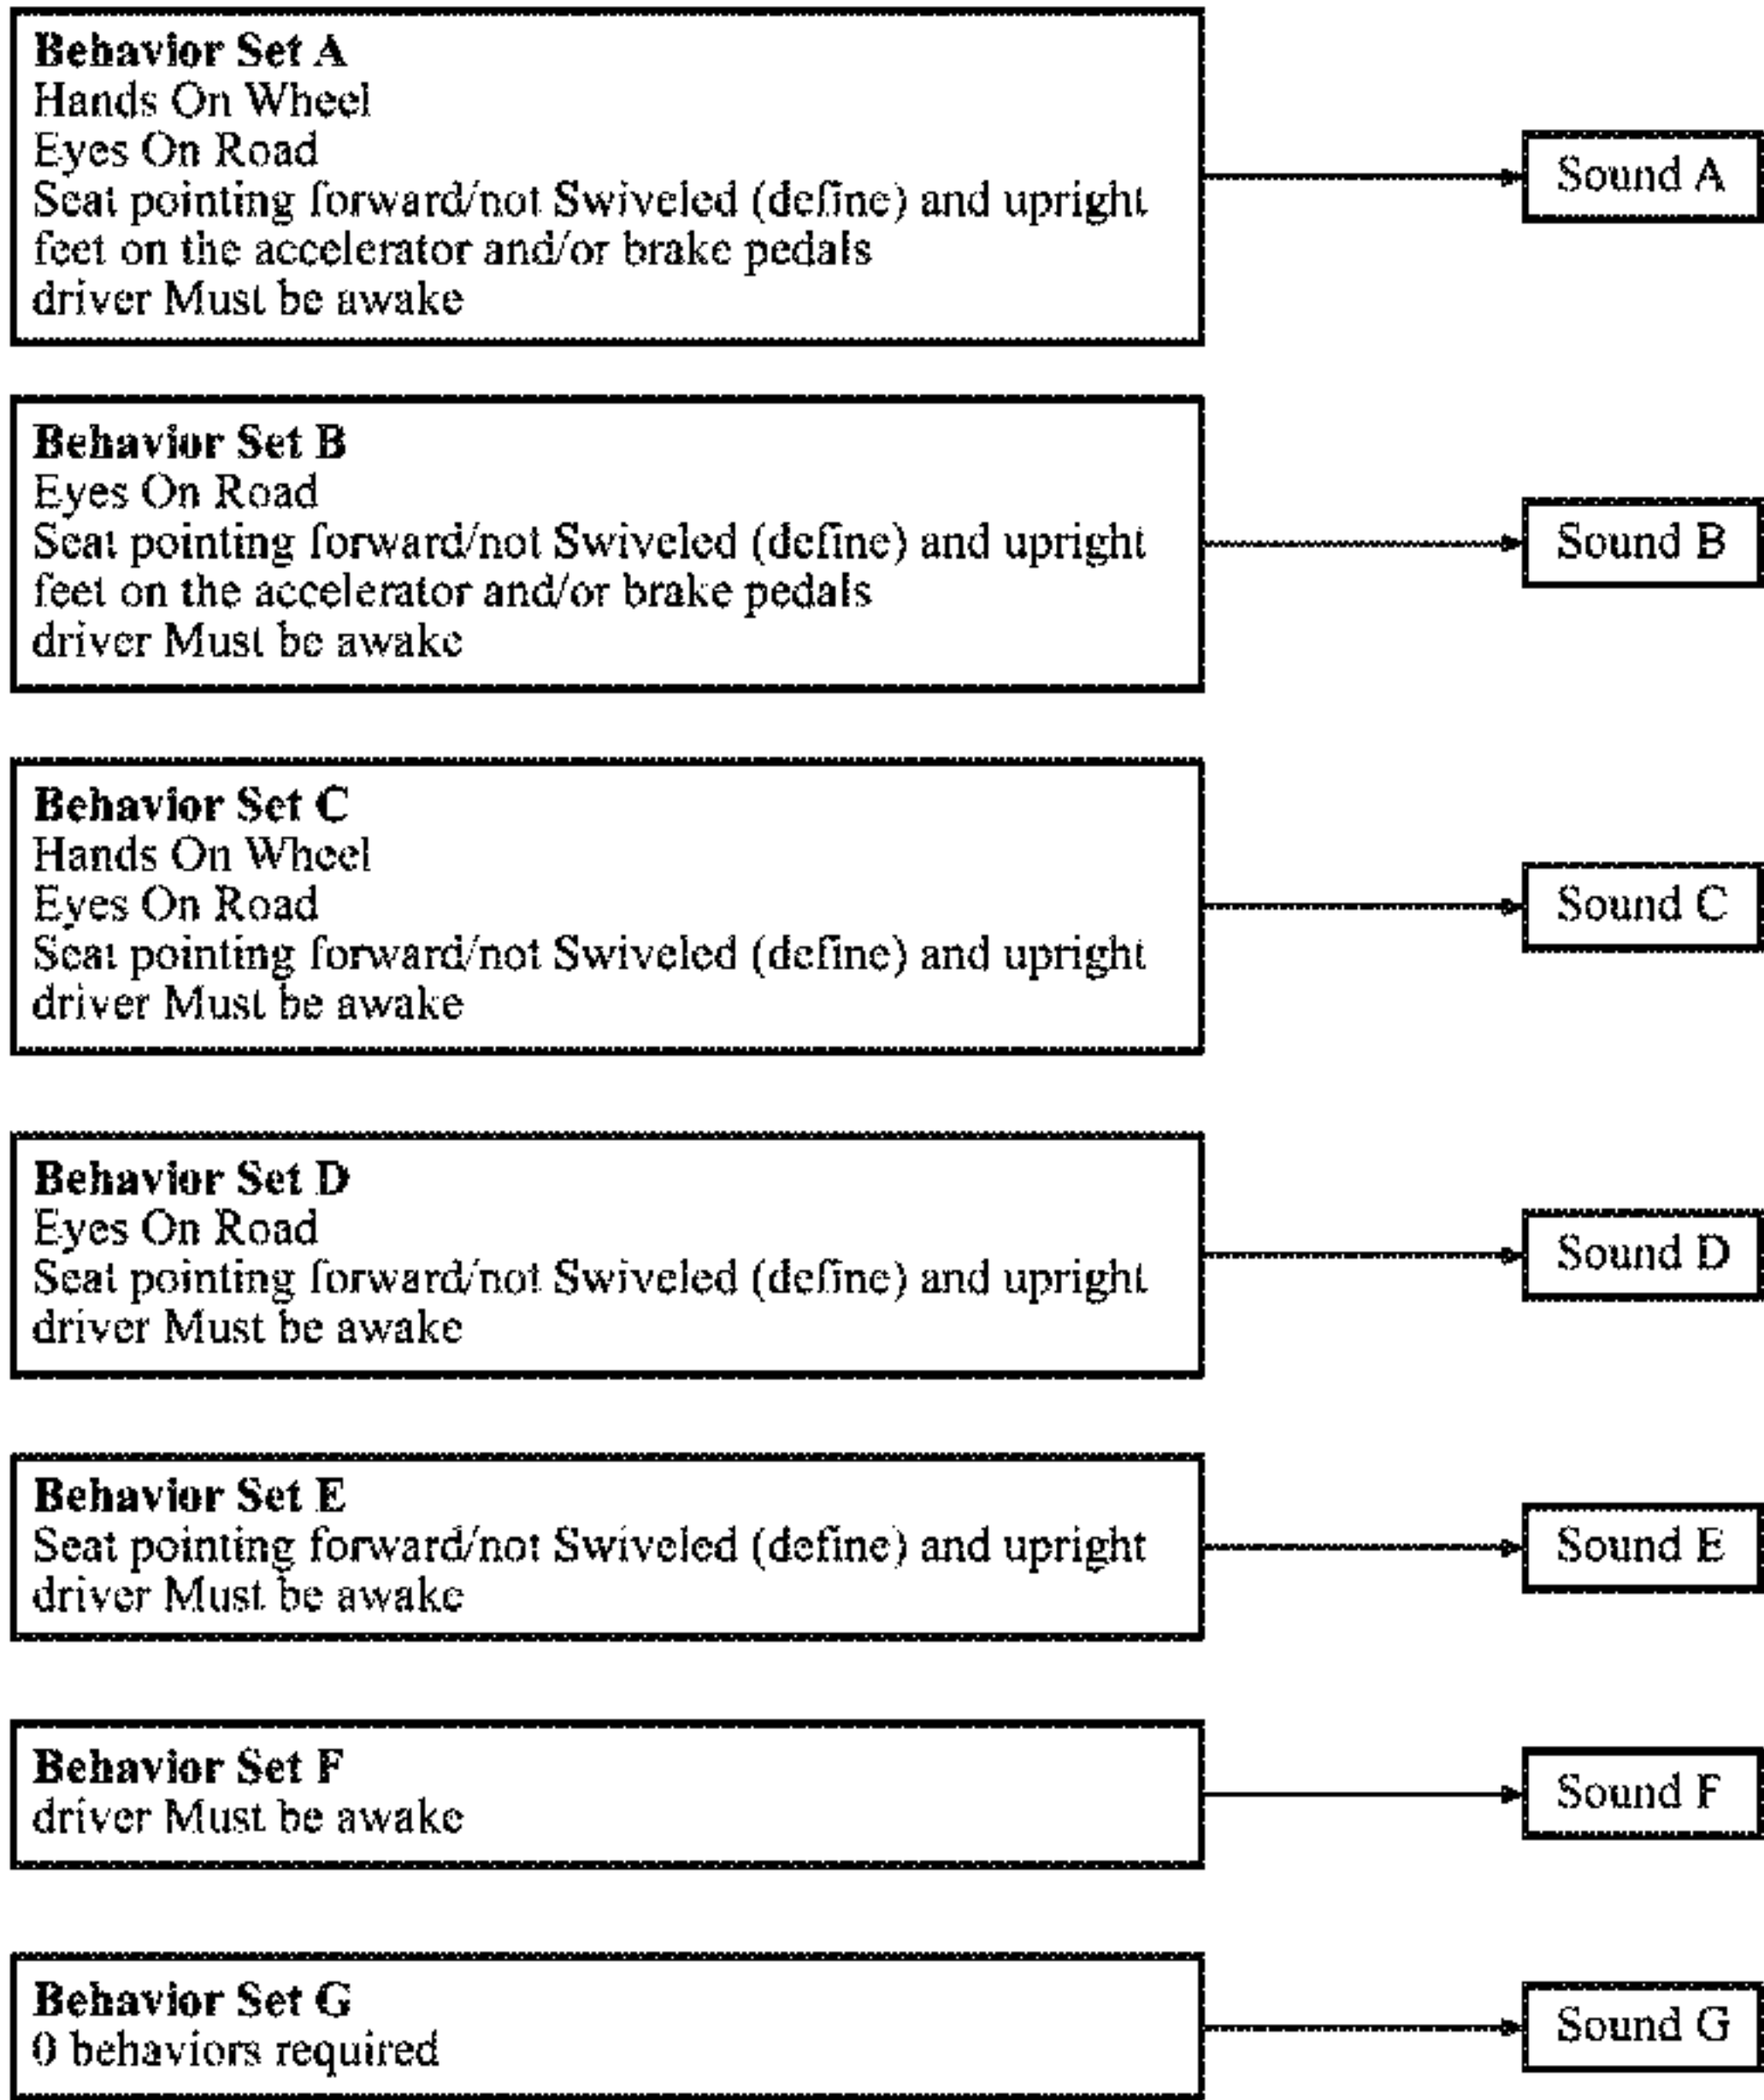 Behavior Set A
Hands On Wheel
Eyes On Road
Seat pointing forward/not Swiveled (define) and upright
feet on the accelerator and/or brake pedals
driver Must be awake
Sound A
Behavior Set B
Eyes On Road
Seat pointing forward/not Swiveled (define) and upright
feet on the accelerator and/or brake pedals
driver Must be awake
Sound B
Behavior Set C
Hands On Wheel
Eyes On Road
Seat pointing forward/not Swiveled (define) and upright
driver Must be awake
Sound C
Behavior Set D
Eyes On Road
Seat pointing forward/not Swiveled (define) and upright
driver Must be awake
Sound D
Behavior Set E
Seat pointing forward/not Swiveled (define) and upright
driver Must be awake
Sound E
Behavior Set F
driver Must be awake
Sound F
Behavior Set G
0 behaviors required
Sound G